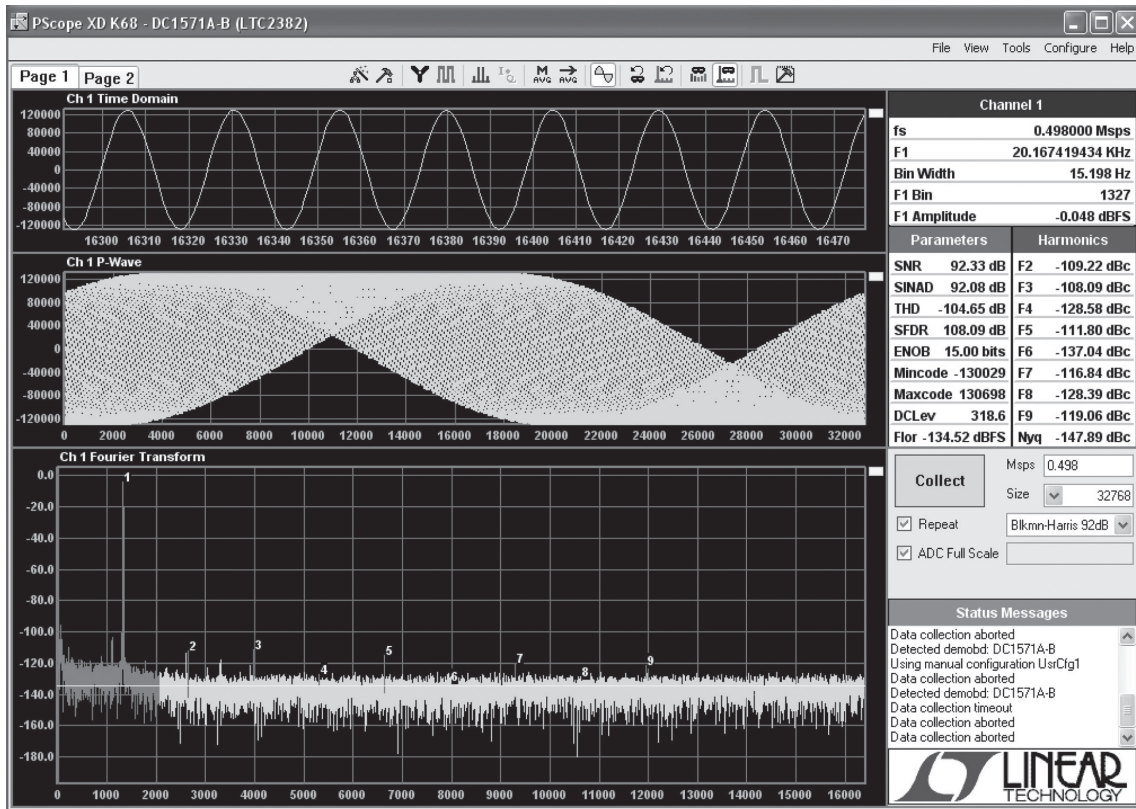 PScope XD K68 - DC1571A-B (LTC2382)
File View Tools Configure Help
Page 1 Page 2
M AVG AVG
Ch 1 Time Domain
120000
80000
40000
0
-40000
-80000
-120000
16300 16310 16320 16330 16340 16350 16360 16370 16380 16390 16400 16410 16420 16430 16440 16450 16460 16470
Ch 1 P-Wave
120000
80000
40000
0
-40000
-80000
-120000
0 2000 4000 6000 8000 10000 12000 14000 16000 18000 20000 22000 24000 26000 28000 30000 32000
Ch 1 Fourier Transform
0.0
-20.0
-40.0
-60.0
-80.0
-100.0
-120.0
-140.0
-160.0
-180.0
1
2
3
4
5
6
7
8
9
0 1000 2000 3000 4000 5000 6000 7000 8000 9000 10000 11000 12000 13000 14000 15000 16000
Channel 1
fs 0.498000 Msps
F1 20.167419434 KHz
Bin Width 15.198 Hz
F1 Bin 1327
F1 Amplitude -0.048 dBFS
Parameters Harmonics
SNR 92.33 dB F2 -109.22 dBc
SINAD 92.08 dB F3 -108.09 dBc
THD -104.65 dB F4 -128.58 dBc
SFDR 108.09 dB F5 -111.80 dBc
ENOB 15.00 bits F6 -137.04 dBc
Mincode -130029 F7 -116.84 dBc
Maxcode 130698 F8 -128.39 dBc
DCLev 318.6 F9 -119.06 dBc
Flor -134.52 dBFS Nyq -147.89 dBc
Collect
Msps 0.498
Size 32768
Repeat Blkmn-Harris 92dB
ADC Full Scale
Status Messages
Data collection aborted
Detected demobd: DC1571A-B
Using manual configuration UsrCfg1
Data collection aborted
Detected demobd: DC1571A-B
Data collection timeout
Data collection aborted
Data collection aborted
LINEAR
TECHNOLOGY